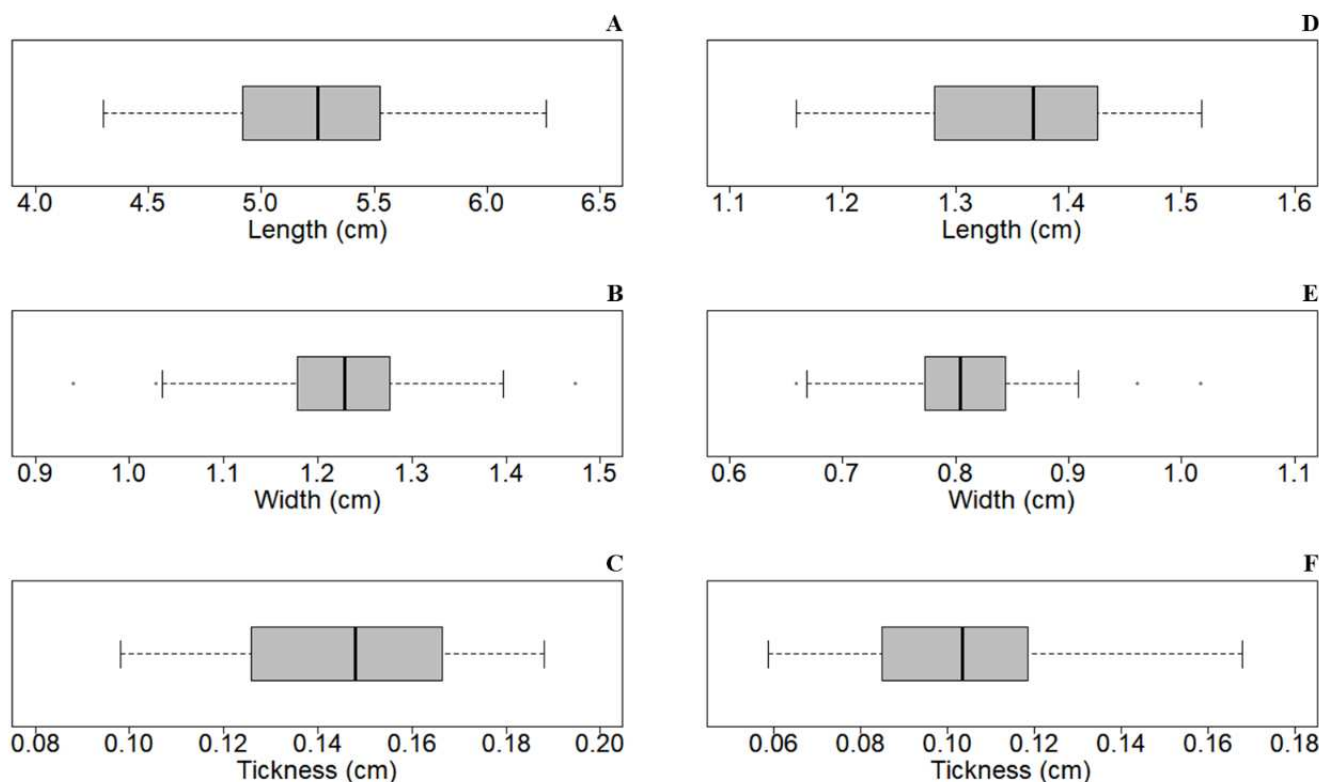 A
4.0 4.5 5.0 5.5 6.0 6.5
Length (cm)
D
1.1 1.2 1.3 1.4 1.5 1.6
Length (cm)
B
0.9 1.0 1.1 1.2 1.3 1.4 1.5
Width (cm)
E
0.6 0.7 0.8 0.9 1.0 1.1
Width (cm)
C
0.08 0.10 0.12 0.14 0.16 0.18 0.20
Tickness (cm)
F
0.06 0.08 0.10 0.12 0.14 0.16 0.18
Tickness (cm)